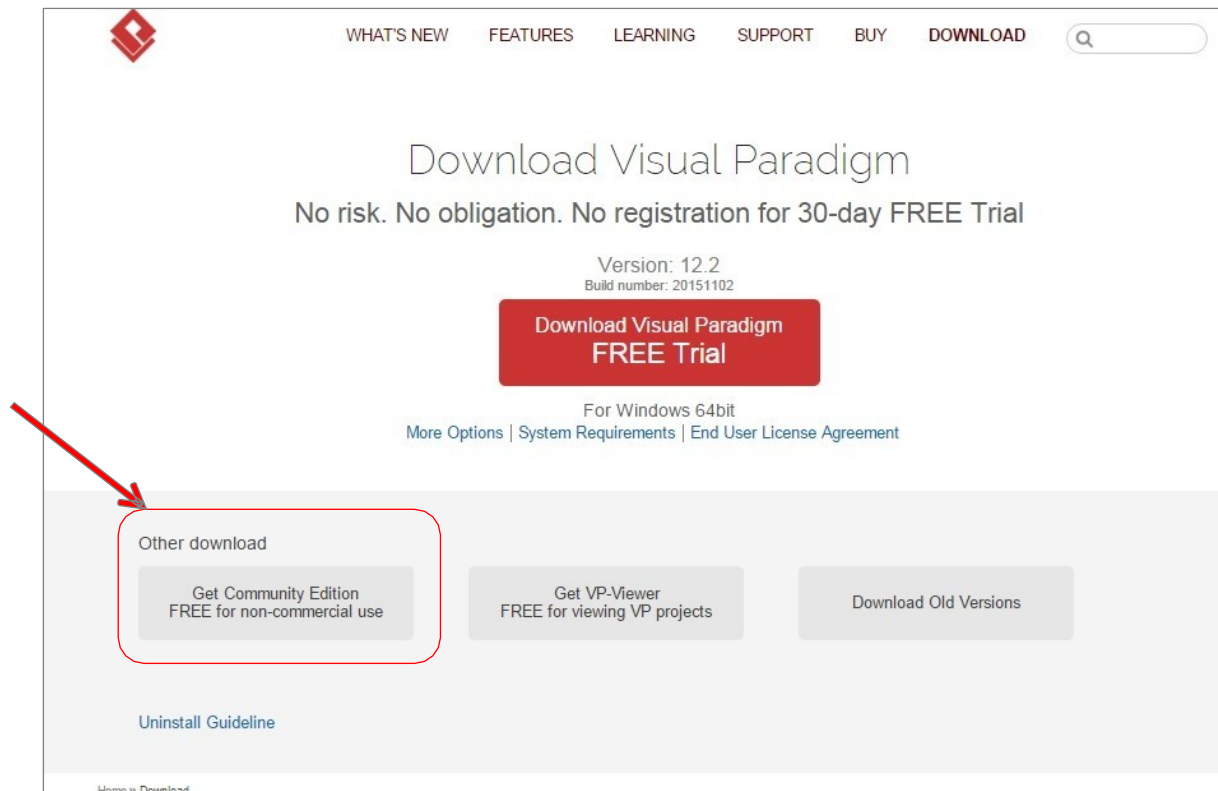 WHAT'S NEW FEATURES LEARNING SUPPORT BUY DOWNLOAD
Download Visual Paradigm
No risk. No obligation. No registration for 30-day FREE Trial
Version: 12.2
Build number: 20151102
Download Visual Paradigm
FREE Trial
For Windows 64bit
More Options | System Requirements | End User License Agreement
Other download
Get Community Edition
FREE for non-commercial use
Get VP-Viewer
FREE for viewing VP projects
Download Old Versions
Uninstall Guideline
Home » Download